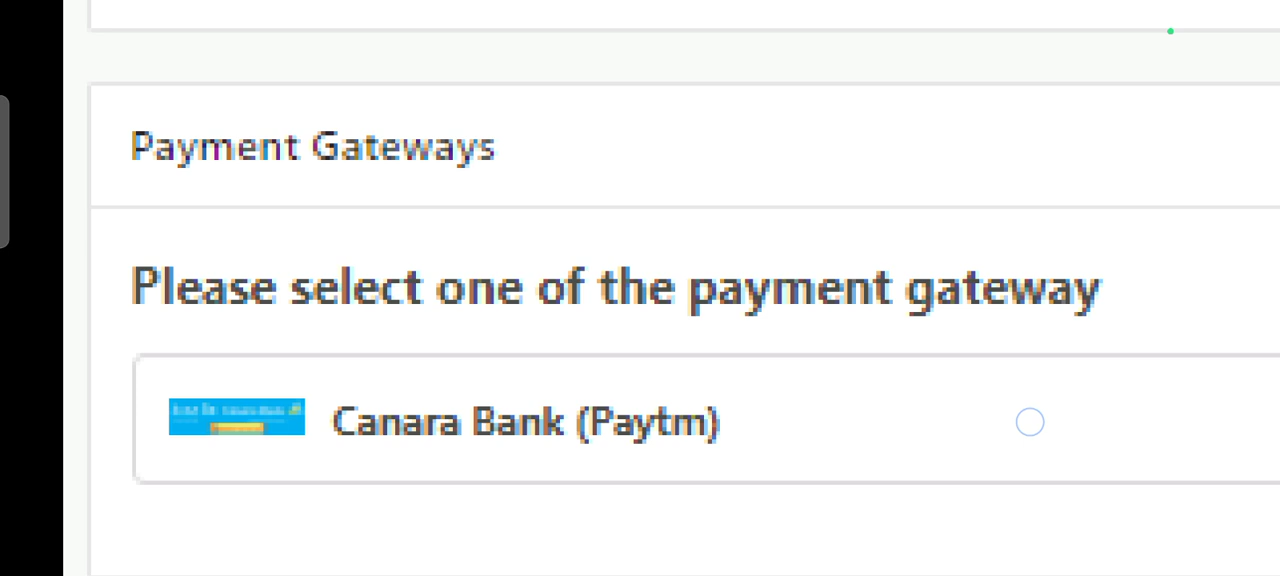 Payment Gateways
Please select one of the payment gateway
Canara Bank (Paytm)